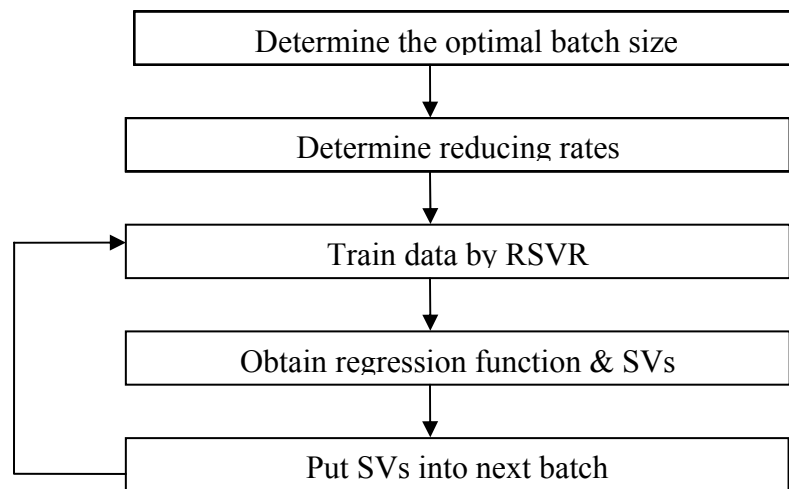 Determine the optimal batch size
Determine reducing rates
Train data by RSVR
Obtain regression function & SVs
Put SVs into next batch